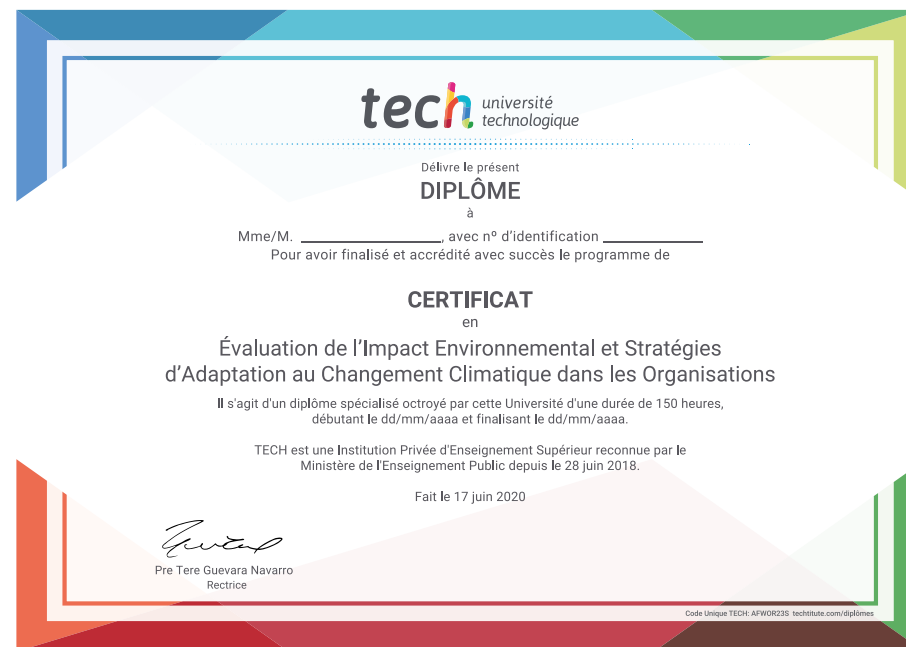 tech université
technologique
Délivre le présent
DIPLÔME
à
Mme/M. ____________________, avec nº d'identification ______________
Pour avoir finalisé et accrédité avec succès le programme de
CERTIFICAT
en
Évaluation de l'Impact Environnemental et Stratégies
d'Adaptation au Changement Climatique dans les Organisations
Il s'agit d'un diplôme spécialisé octroyé par cette Université d'une durée de 150 heures,
débutant le dd/mm/aaaa et finalisant le dd/mm/aaaa.
TECH est une Institution Privée d'Enseignement Supérieur reconnue par le
Ministère de l'Enseignement Public depuis le 28 juin 2018.
Fait le 17 juin 2020
Pre Tere Guevara Navarro
Rectrice
Code Unique TECH: AFWOR23S techtitute.com/diplômes